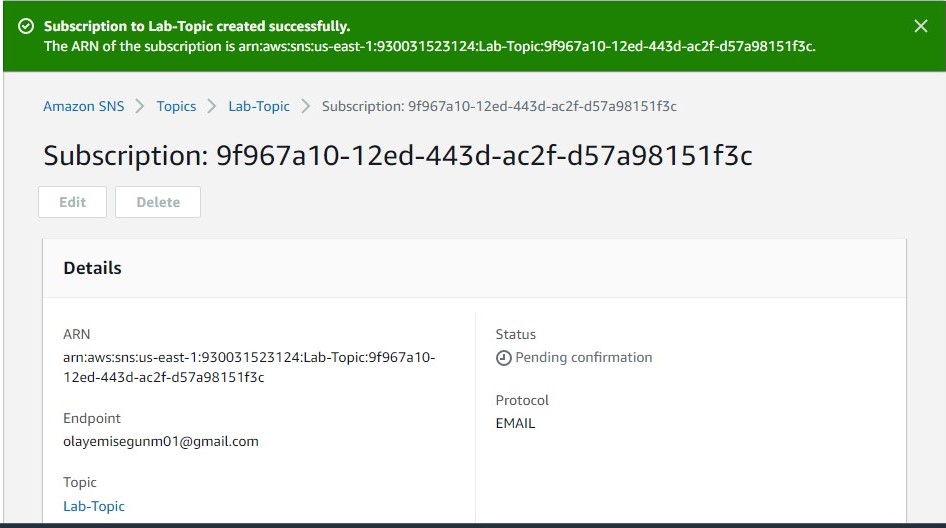 Subscription to Lab-Topic created successfully.
The ARN of the subscription is arn:aws:sns:us-east-1:930031523124:Lab-Topic:9f967a10-12ed-443d-ac2f-d57a98151f3c.
Amazon SNS > Topics > Lab-Topic > Subscription: 9f967a10-12ed-443d-ac2f-d57a98151f3c
Subscription: 9f967a10-12ed-443d-ac2f-d57a98151f3c
Edit Delete
Details
ARN
arn:aws:sns:us-east-1:930031523124:Lab-Topic:9f967a10-
12ed-443d-ac2f-d57a98151f3c
Endpoint
olayemisegunm01@gmail.com
Topic
Lab-Topic
Status
Pending confirmation
Protocol
EMAIL